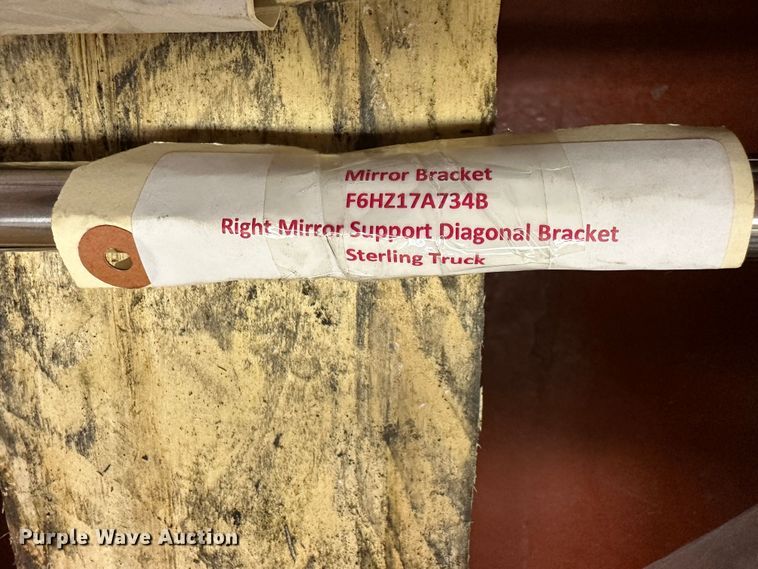 Mirror Bracket
F6HZ17A734B
Right Mirror Support Diagonal Bracket
Sterling Truck
Purple Wave Auction